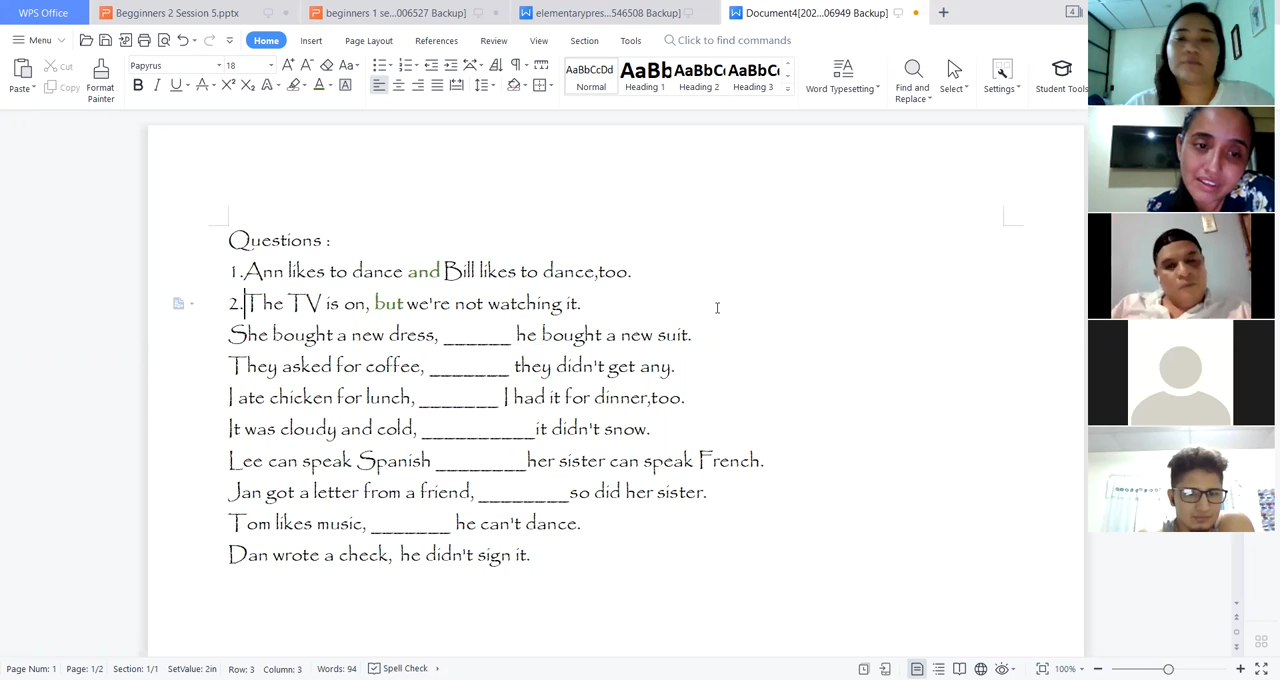 WPS Office
Begginners 2 Session 5.pptx
beginners 1 se...006527 Backup]
elementarypres...546508 Backup]
Document4[202...06949 Backup]
4
Menu
Home
Insert
Page Layout
References
Review
View
Section
Tools
Click to find commands
Paste
Cut
Copy
Format Painter
Papyrus
18
AaBbCcDd
Normal
AaBb
Heading 1
AaBbCc
Heading 2
AaBbCc
Heading 3
Word Typesetting
Find and Replace
Select
Settings
Student Tools
Questions :
1.Ann likes to dance and Bill likes to dance,too.
2.The TV is on, but we're not watching it.
She bought a new dress, ______ he bought a new suit.
They asked for coffee, _______ they didn't get any.
I ate chicken for lunch, _______ I had it for dinner,too.
It was cloudy and cold, __________it didn't snow.
Lee can speak Spanish ________her sister can speak French.
Jan got a letter from a friend, ________so did her sister.
Tom likes music, _______ he can't dance.
Dan wrote a check, he didn't sign it.
Page Num: 1 Page: 1/2 Section: 1/1 SetValue: 2in Row: 3 Column: 3 Words: 94 Spell Check
100%